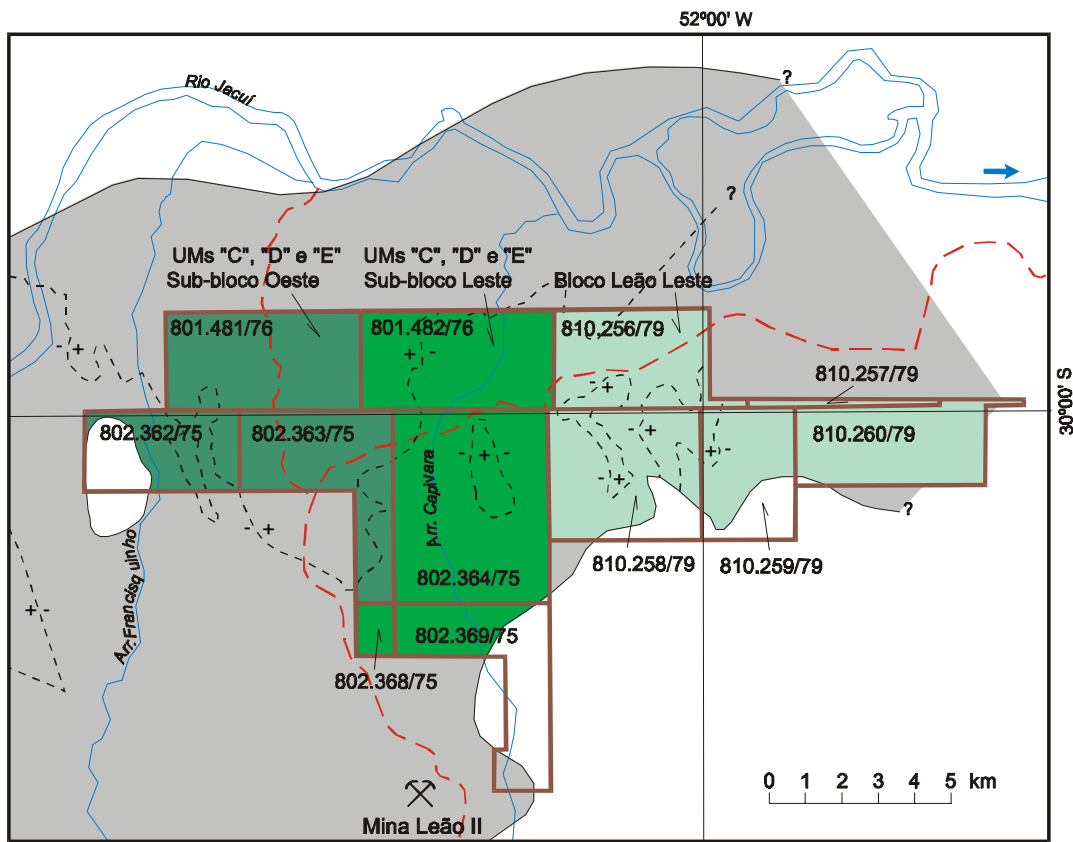 52º00' W
?
Rio Jacuí
?
UMs "C", "D" e "E"
Sub-bloco Oeste
UMs "C", "D" e "E"
Sub-bloco Leste
Bloco Leão Leste
801.481/76
801.482/76
810.256/79
- +
+ -
- +
810.257/79
30º00' S
802.362/75
802.363/75
- +
810.260/79
- + -
+ -
Arr. Capivara
- +
?
- +
Arr. Francisquinho
810.258/79
810.259/79
802.364/75
+ -
802.369/75
802.368/75
0 1 2 3 4 5 km
Mina Leão II